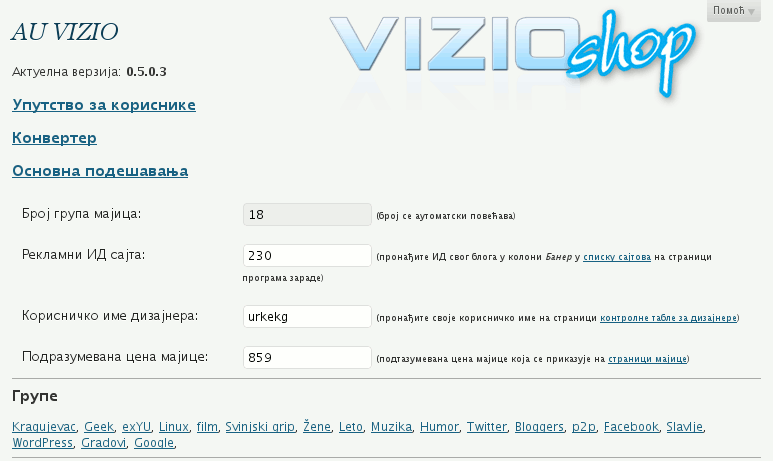 Помоћ
AU VIZIO
VIZIO shop
Актуелна верзија: 0.5.0.3
Упутство за кориснике
Конвертер
Основна подешавања
Број група мајица: 18 (број се аутоматски повећава)
Рекламни ИД сајта: 230 (пронађите ИД свог блога у колони Банер у списку сајтова на страници
програма зараде)
Корисничко име дизајнера: urkekg (пронађите своје корисничко име на страници контролне табле за дизајнере)
Подразумевана цена мајице: 859 (подтазумевана цена мајице која се приказује на страници мајице)
Групе
Kragujevac, Geek, exYU, Linux, film, Svinjski grip, Žene, Leto, Muzika, Humor, Twitter, Bloggers, p2p, Facebook, Slavlje,
WordPress, Gradovi, Google,